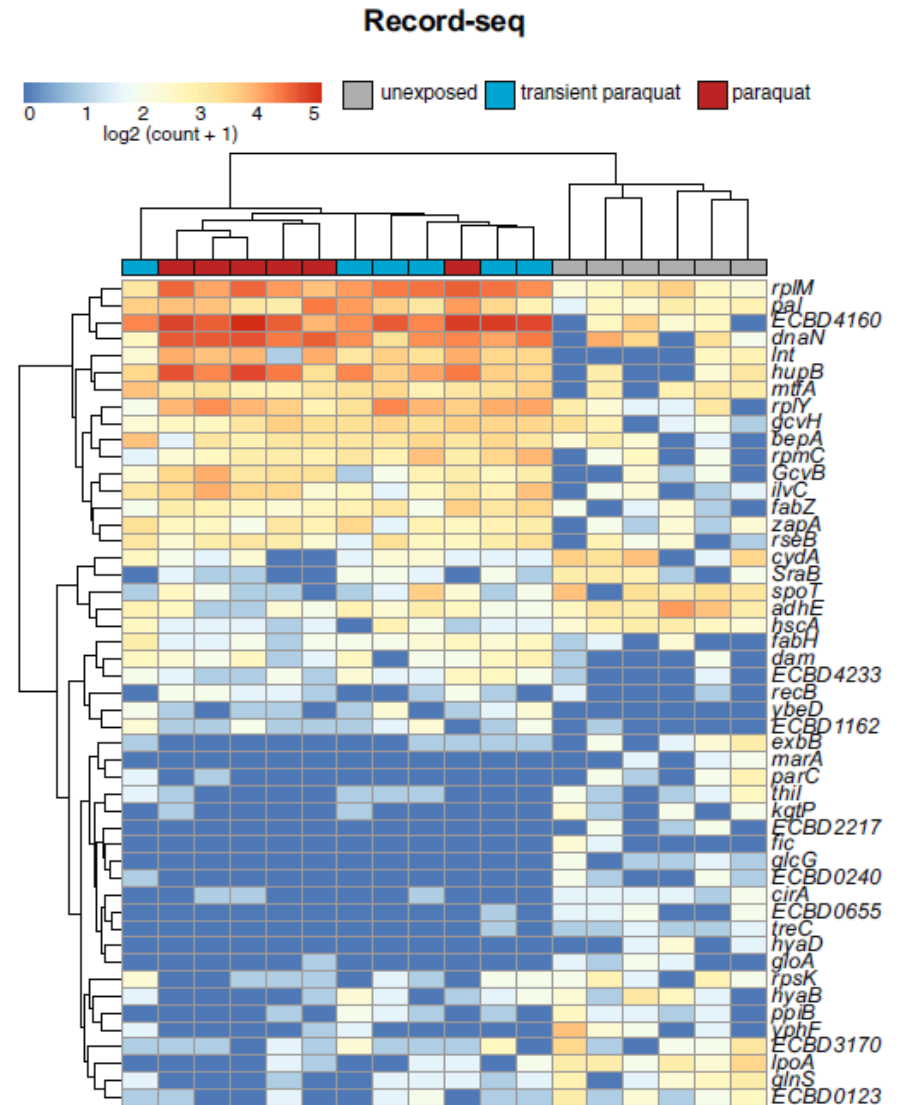 Record-seq
unexposed
transient paraquat
paraquat
0 1 2 3 4 5
log2 (count + 1)
rplM
pal
ECBD4160
dnaN
lnt
hupB
mtfA
rplY
gcvH
bepA
rpmC
GcvB
ilvC
fabZ
zapA
rseB
cydA
SraB
spoT
adhE
hscA
fabH
dam
ECBD4233
recB
ybeD
ECBD1162
exbB
marA
parC
thiI
kgtP
ECBD2217
fic
glcG
ECBD0240
cirA
ECBD0655
treC
hyaD
gloA
rpsK
hyaB
ppiB
yphF
ECBD3170
lpoA
glnS
ECBD0123